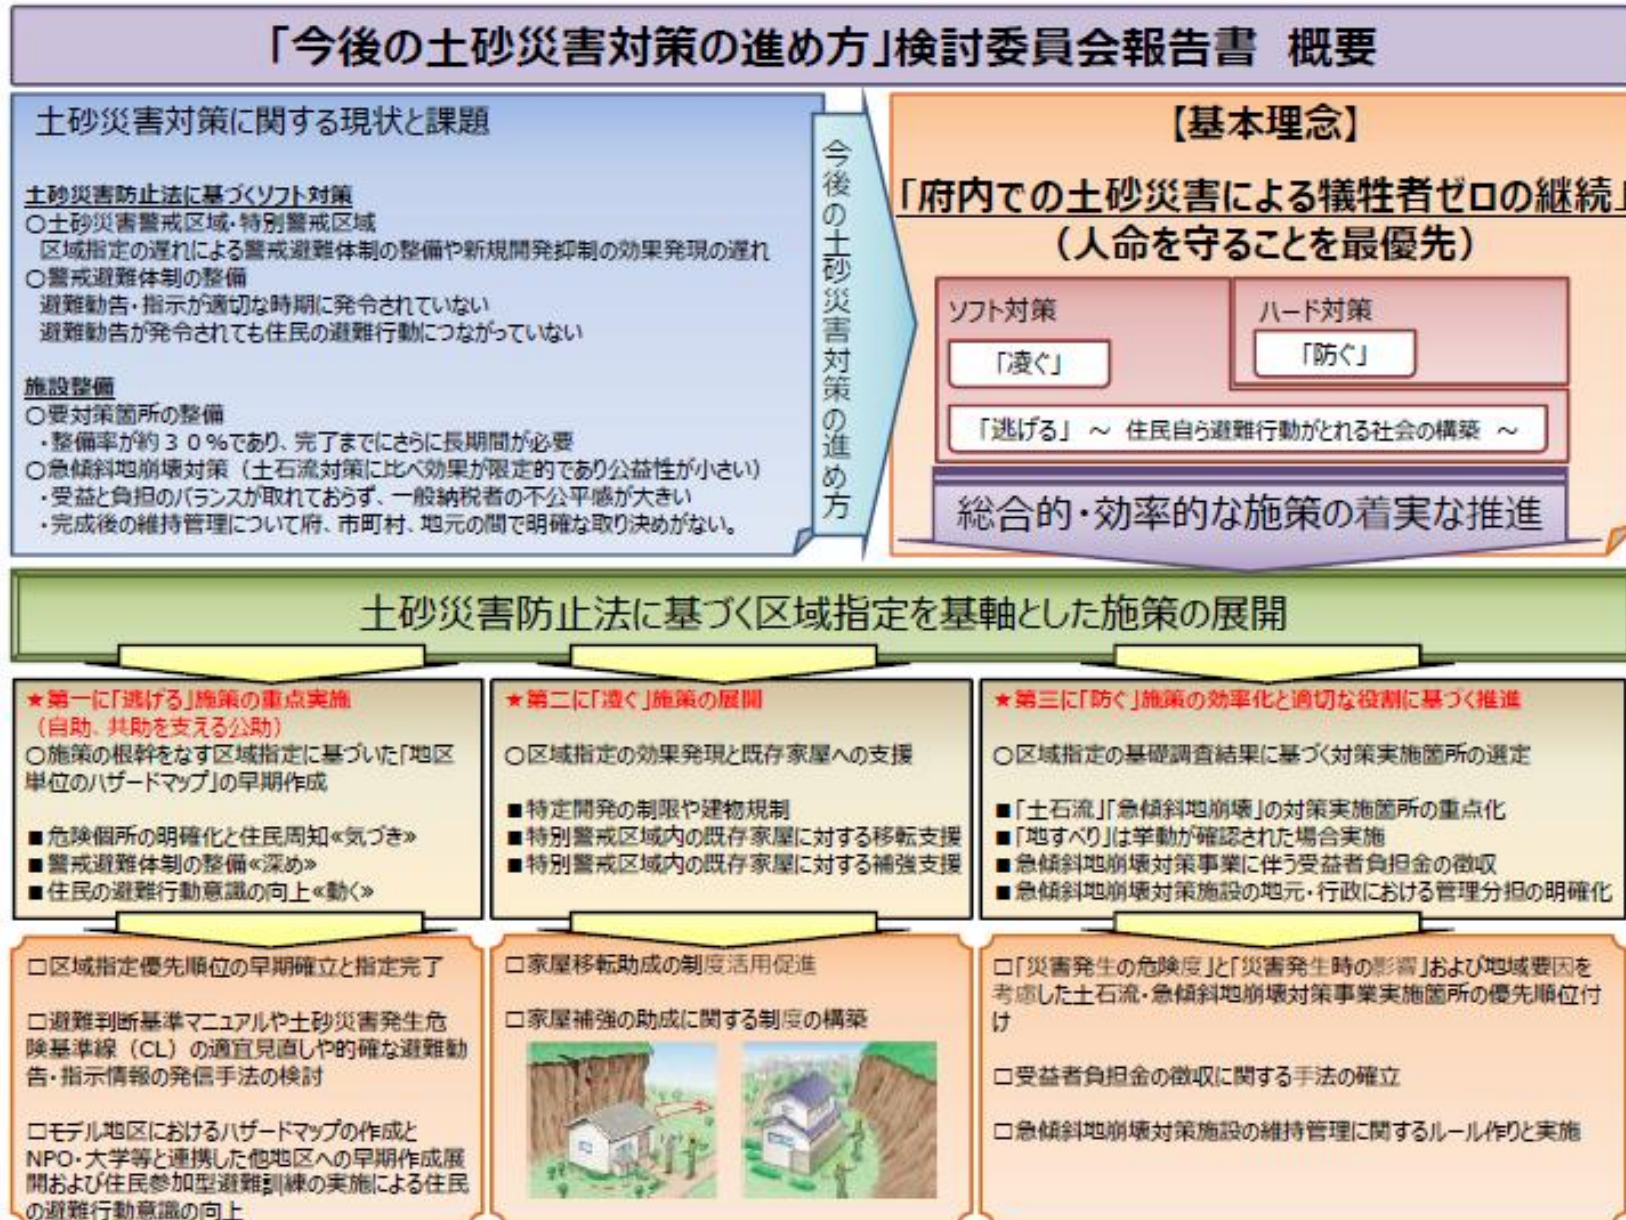 「今後の土砂災害対策の進め方」検討委員会報告書 概要
土砂災害対策に関する現状と課題
土砂災害防止法に基づくソフト対策
○土砂災害警戒区域・特別警戒区域
区域指定の遅れによる警戒避難体制の整備や新規開発抑制の効果発現の遅れ
○警戒避難体制の整備
避難勧告・指示が適切な時期に発令されていない
避難勧告が発令されても住民の避難行動につながっていない
施設整備
○要対策箇所の整備
・整備率が約30%であり、完了までにさらに長期間が必要
○急傾斜地崩壊対策（土石流対策に比べ効果が限定的であり公益性が小さい）
・受益と負担のバランスが取れておらず、一般納税者の不公平感が大きい
・完成後の維持管理について府、市町村、地元の間で明確な取り決めがない。
今後の土砂災害対策の進め方
【基本理念】
「府内での土砂災害による犠牲者ゼロの継続」
（人命を守ることを最優先）
ソフト対策
「凌ぐ」
ハード対策
「防ぐ」
「逃げる」 ～ 住民自ら避難行動がとれる社会の構築 ～
総合的・効率的な施策の着実な推進
土砂災害防止法に基づく区域指定を基軸とした施策の展開
★第一に「逃げる」施策の重点実施
（自助、共助を支える公助）
○施策の根幹をなす区域指定に基づいた「地区
単位のハザードマップ」の早期作成
■危険個所の明確化と住民周知≪気づき≫
■警戒避難体制の整備≪深め≫
■住民の避難行動意識の向上≪動く≫
★第二に「凌ぐ」施策の展開
○区域指定の効果発現と既存家屋への支援
■特定開発の制限や建物規制
■特別警戒区域内の既存家屋に対する移転支援
■特別警戒区域内の既存家屋に対する補強支援
★第三に「防ぐ」施策の効率化と適切な役割に基づく推進
○区域指定の基礎調査結果に基づく対策実施箇所の選定
■「土石流」「急傾斜地崩壊」の対策実施箇所の重点化
■「地すべり」は挙動が確認された場合実施
■急傾斜地崩壊対策事業に伴う受益者負担金の徴収
■急傾斜地崩壊対策施設の地元・行政における管理分担の明確化
□区域指定優先順位の早期確立と指定完了
□避難判断基準マニュアルや土砂災害発生危
険基準線（CL）の適宜見直しや的確な避難勧
告・指示情報の発信手法の検討
□モデル地区におけるハザードマップの作成と
NPO・大学等と連携した他地区への早期作成展
開および住民参加型避難訓練の実施による住民
の避難行動意識の向上
□家屋移転助成の制度活用促進
□家屋補強の助成に関する制度の構築
□「災害発生の危険度」と「災害発生時の影響」および地域要因を
考慮した土石流・急傾斜地崩壊対策事業実施箇所の優先順位付
け
□受益者負担金の徴収に関する手法の確立
□急傾斜地崩壊対策施設の維持管理に関するルール作りと実施